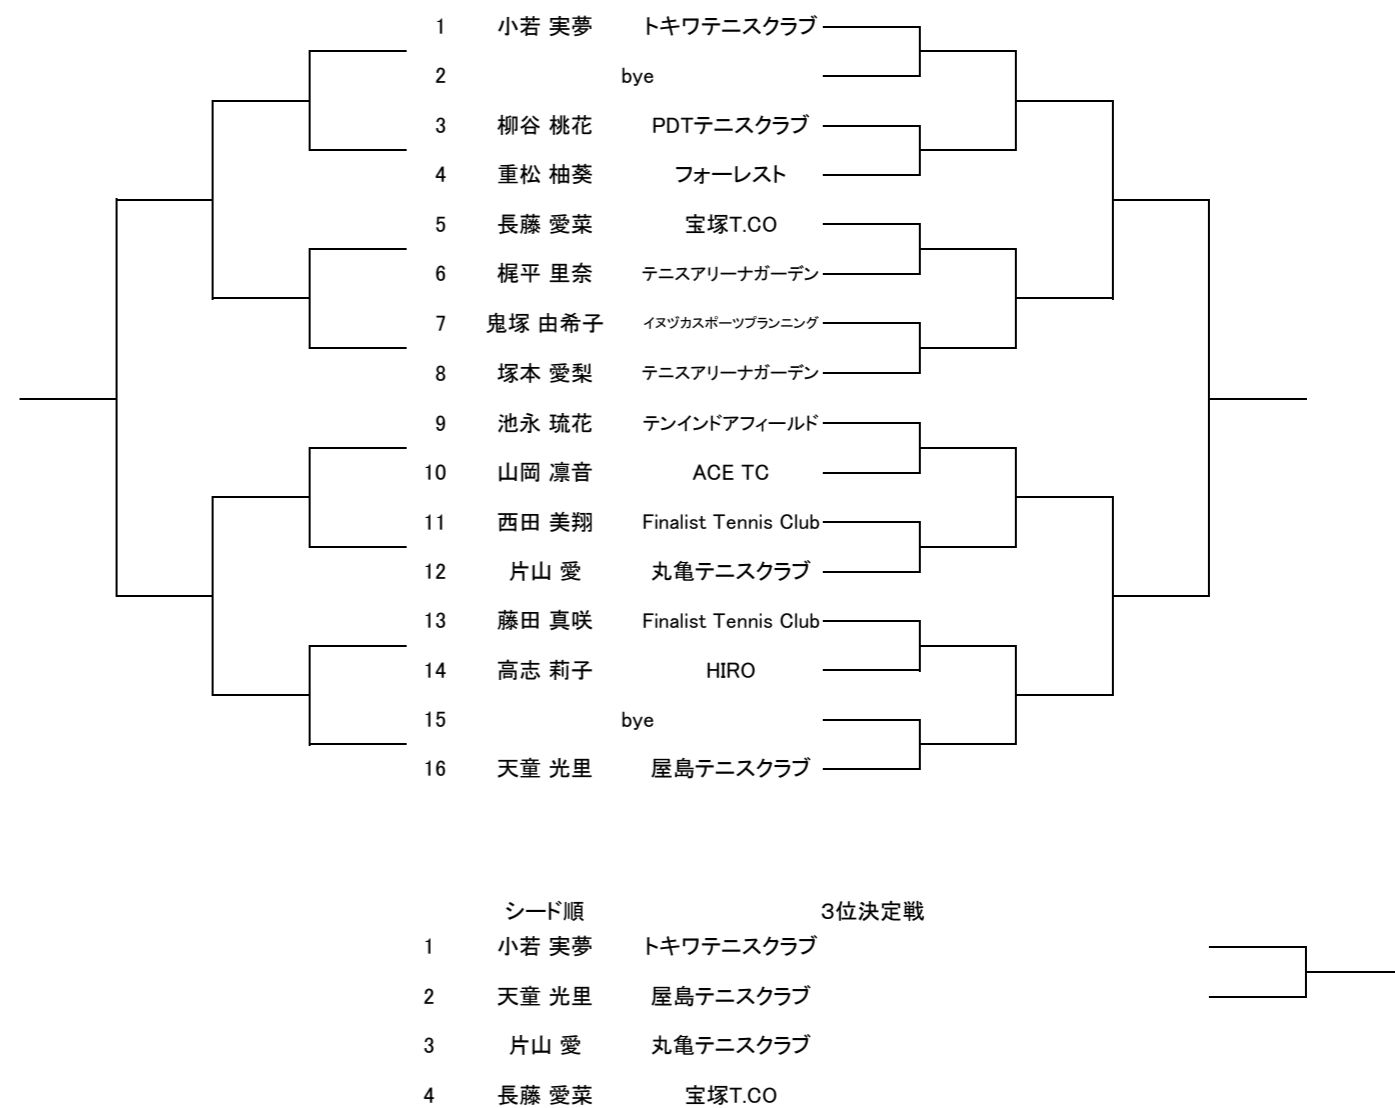 1 小若 実夢 トキワテニスクラブ
2 bye
3 柳谷 桃花 PDTテニスクラブ
4 重松 柚葵 フォーレスト
5 長藤 愛菜 宝塚T.CO
6 梶平 里奈 テニスアリーナガーデン
7 鬼塚 由希子 イヌヅカスポーツプランニング
8 塚本 愛梨 テニスアリーナガーデン
9 池永 琉花 テンインドアフィールド
10 山岡 凛音 ACE TC
11 西田 美翔 Finalist Tennis Club
12 片山 愛 丸亀テニスクラブ
13 藤田 真咲 Finalist Tennis Club
14 高志 莉子 HIRO
15 bye
16 天童 光里 屋島テニスクラブ
シード順 3位決定戦
1 小若 実夢 トキワテニスクラブ
2 天童 光里 屋島テニスクラブ
3 片山 愛 丸亀テニスクラブ
4 長藤 愛菜 宝塚T.CO